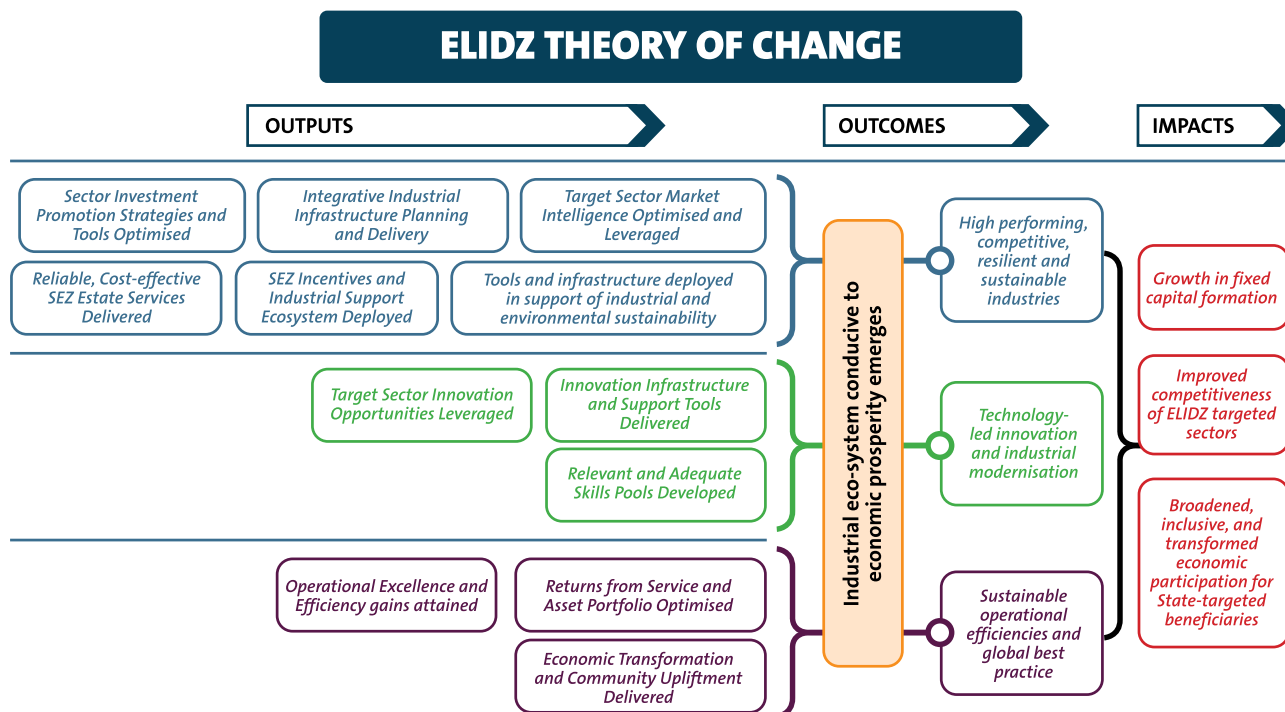 ELIDZ THEORY OF CHANGE
OUTPUTS
OUTCOMES
IMPACTS
Sector Investment
Promotion Strategies and
Tools Optimised
Integrative Industrial
Infrastructure Planning
and Delivery
Target Sector Market
Intelligence Optimised and
Leveraged
Reliable, Cost-effective
SEZ Estate Services
Delivered
SEZ Incentives and
Industrial Support
Ecosystem Deployed
Tools and infrastructure deployed
in support of industrial and
environmental sustainability
Target Sector Innovation
Opportunities Leveraged
Innovation Infrastructure
and Support Tools
Delivered
Relevant and Adequate
Skills Pools Developed
Operational Excellence and
Efficiency gains attained
Returns from Service and
Asset Portfolio Optimised
Economic Transformation
and Community Upliftment
Delivered
Industrial eco-system conducive to
economic prosperity emerges
High performing,
competitive,
resilient and
sustainable
industries
Technology-
led innovation
and industrial
modernisation
Sustainable
operational
efficiencies and
global best
practice
Growth in fixed
capital formation
Improved
competitiveness
of ELIDZ targeted
sectors
Broadened,
inclusive, and
transformed
economic
participation for
State-targeted
beneficiaries